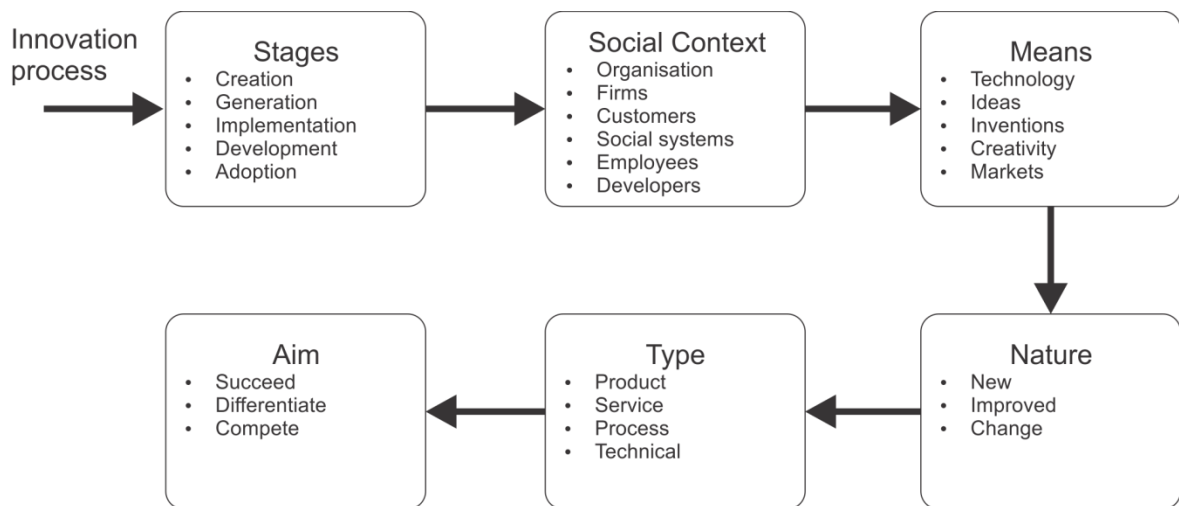 Innovation
process
Stages
• Creation
• Generation
• Implementation
• Development
• Adoption
Social Context
• Organisation
• Firms
• Customers
• Social systems
• Employees
• Developers
Means
• Technology
• Ideas
• Inventions
• Creativity
• Markets
Nature
• New
• Improved
• Change
Type
• Product
• Service
• Process
• Technical
Aim
• Succeed
• Differentiate
• Compete